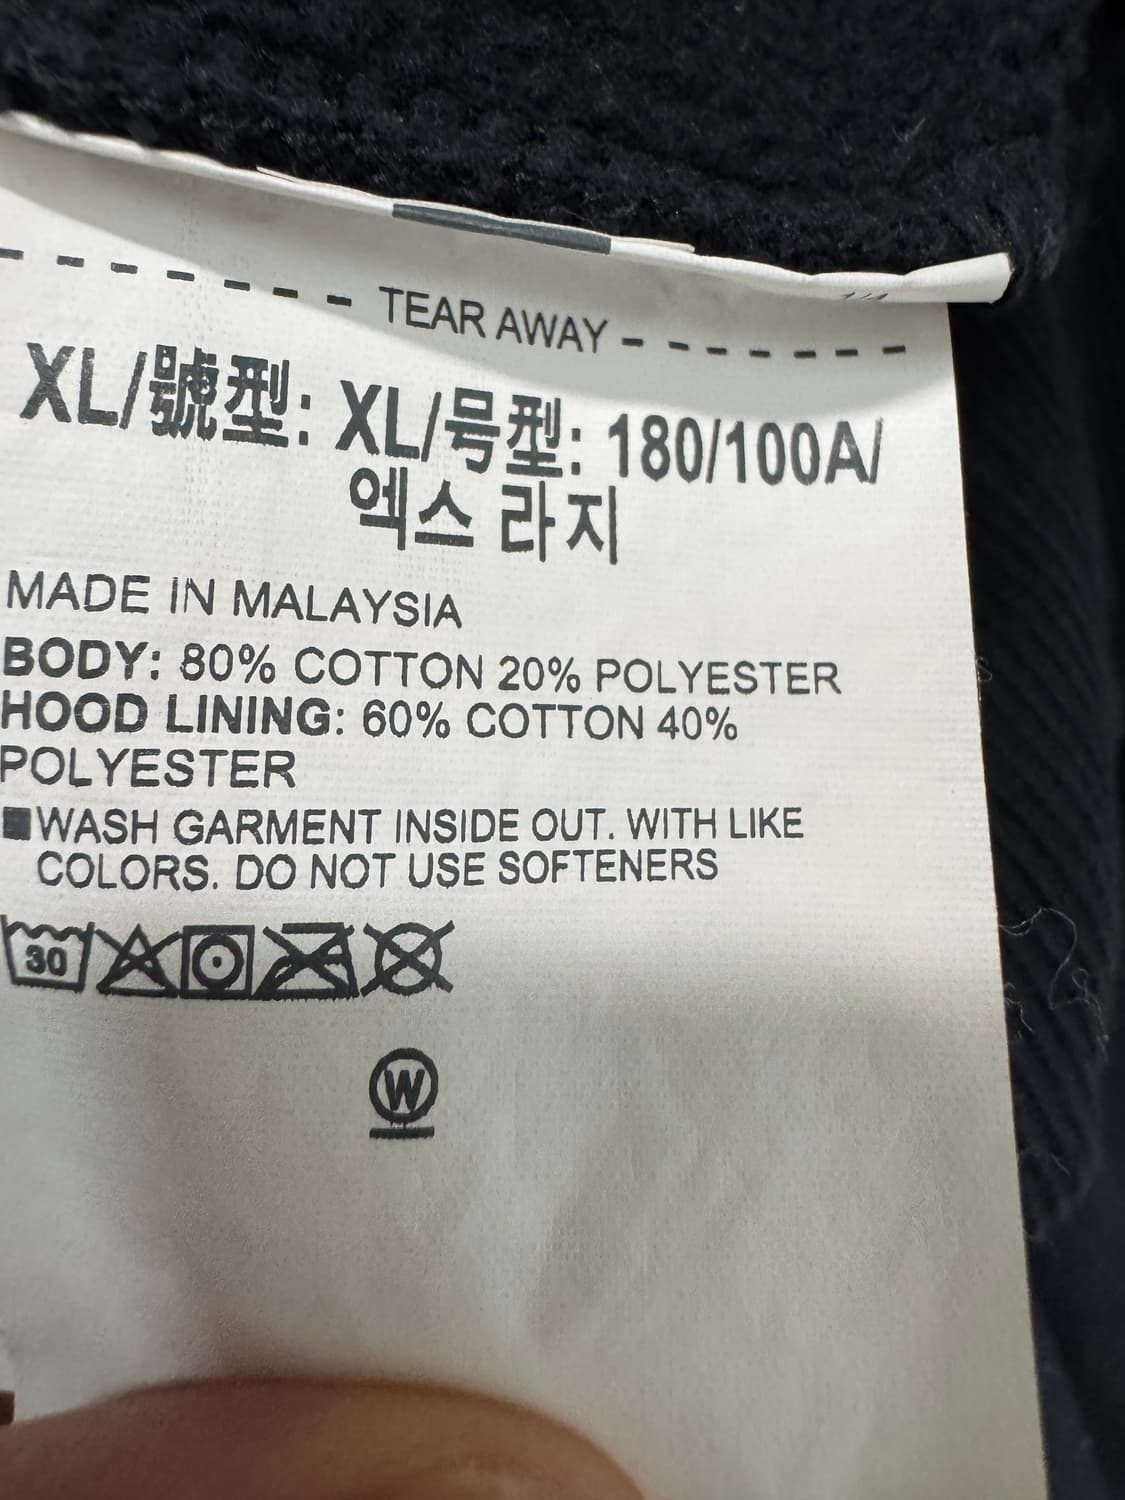 TEAR AWAY
XL/號型: XL/号型: 180/100A/
엑스 라지
MADE IN MALAYSIA
BODY: 80% COTTON 20% POLYESTER
HOOD LINING: 60% COTTON 40%
POLYESTER
WASH GARMENT INSIDE OUT. WITH LIKE
COLORS. DO NOT USE SOFTENERS
30
W